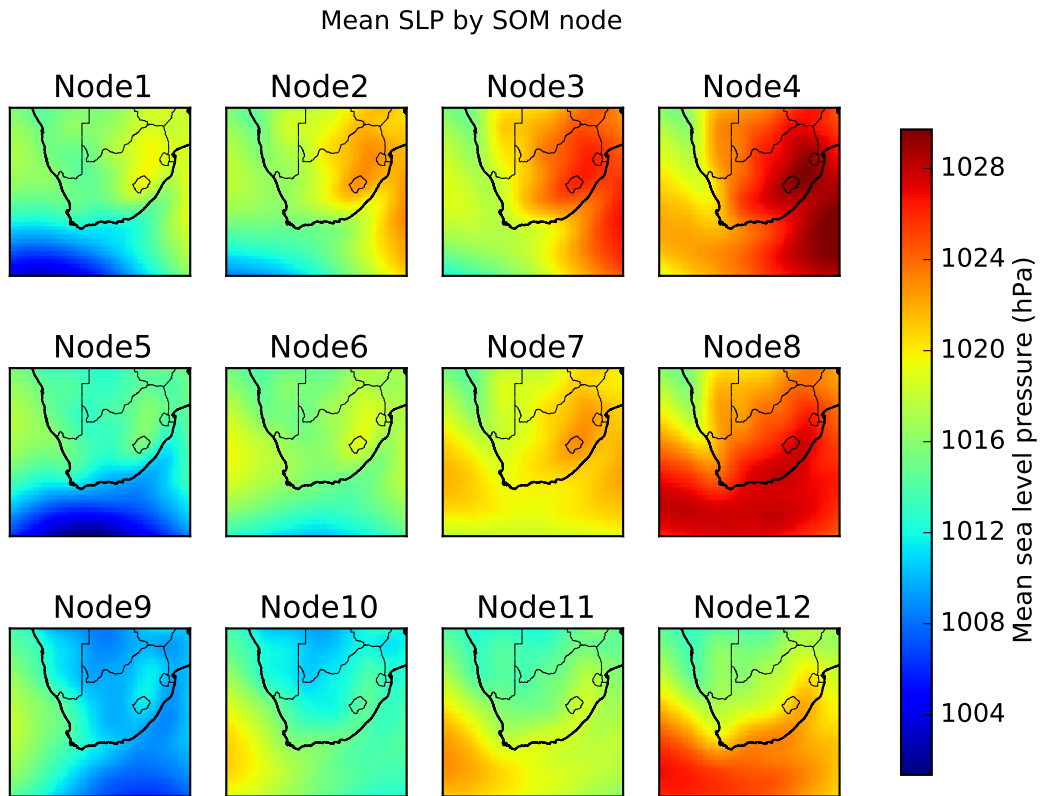 Mean SLP by SOM node
Node1
Node2
Node3
Node4
Node5
Node6
Node7
Node8
Node9
Node10
Node11
Node12
1028
1024
1020
1016
1012
1008
1004
Mean sea level pressure (hPa)